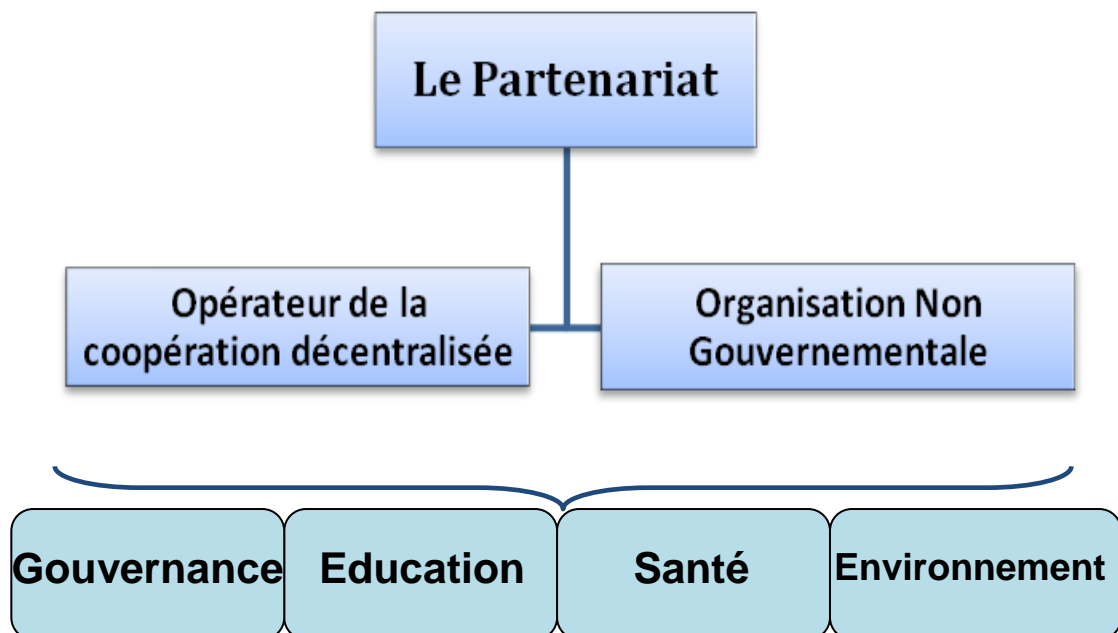 Le Partenariat
Opérateur de la
coopération décentralisée
Organisation Non
Gouvernementale
Gouvernance
Education
Santé
Environnement